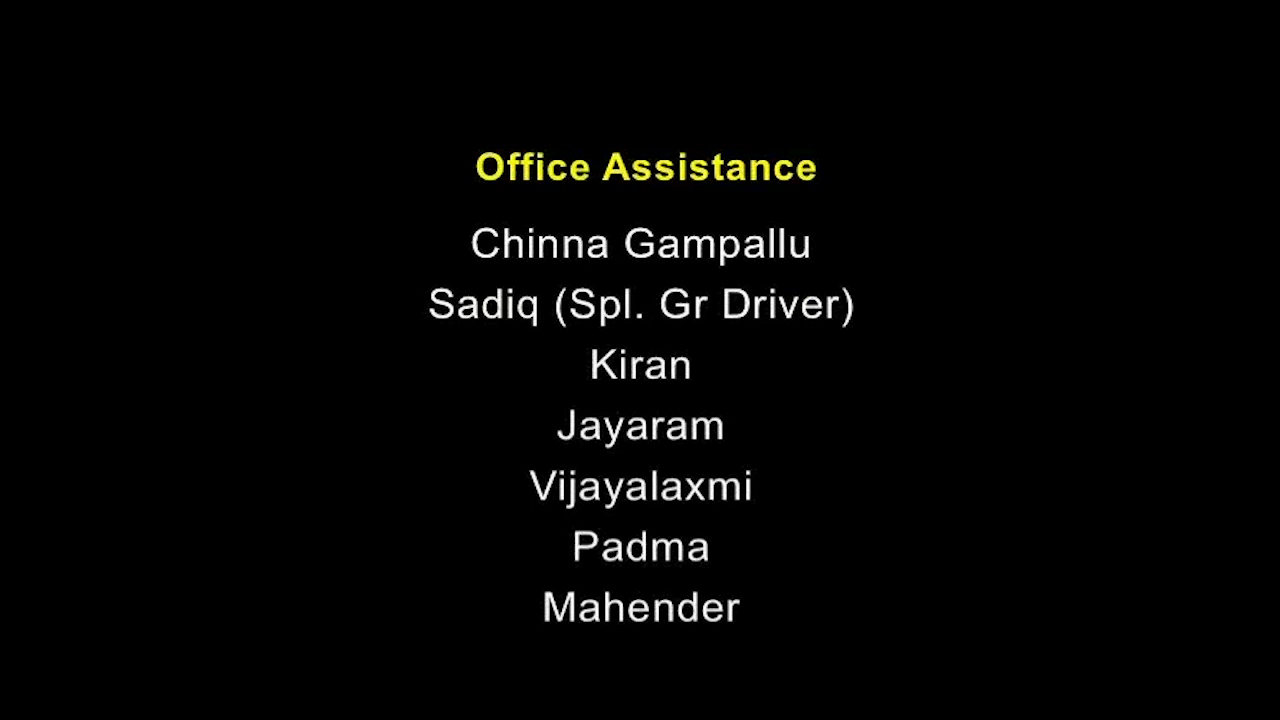 Office Assistance
Chinna Gampallu
Sadiq (Spl. Gr Driver)
Kiran
Jayaram
Vijayalaxmi
Padma
Mahender